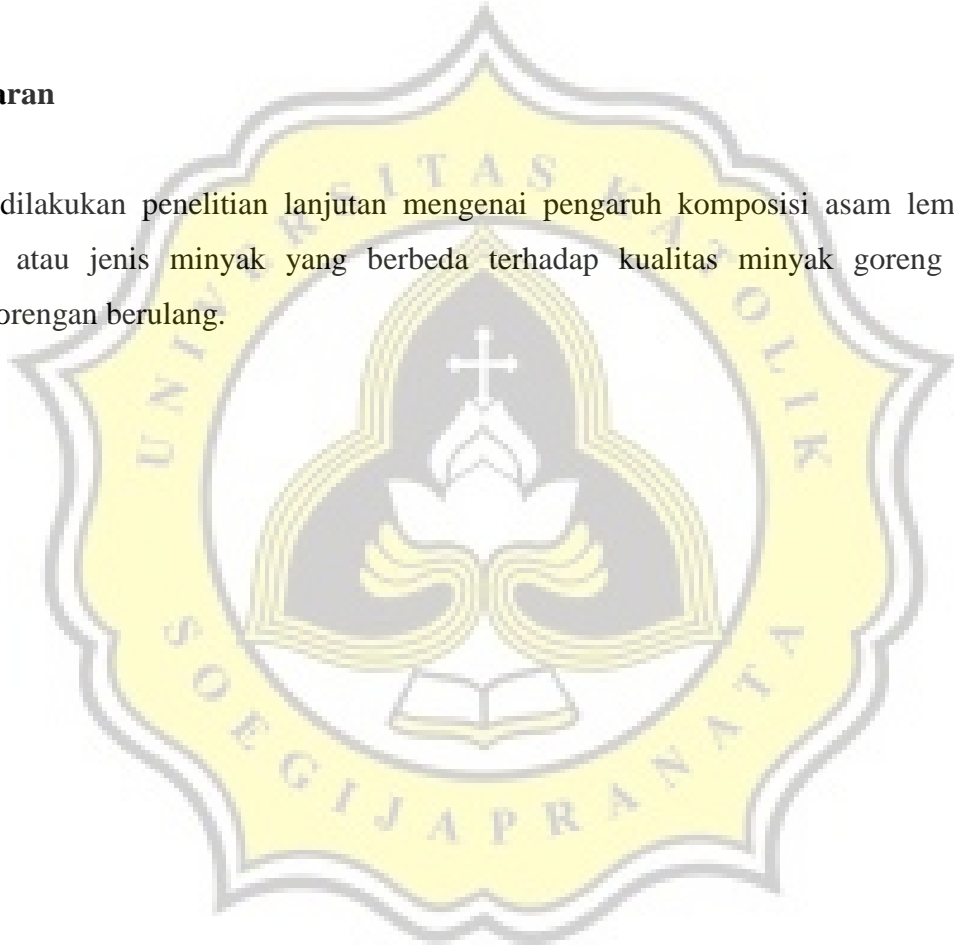 aran
UNIVERSITAS KATOLIK
dilakukan penelitian lanjutan mengenai pengaruh komposisi asam lem
atau jenis minyak yang berbeda terhadap kualitas minyak goreng
orengan berulang.
SOEGIJAPRANATA